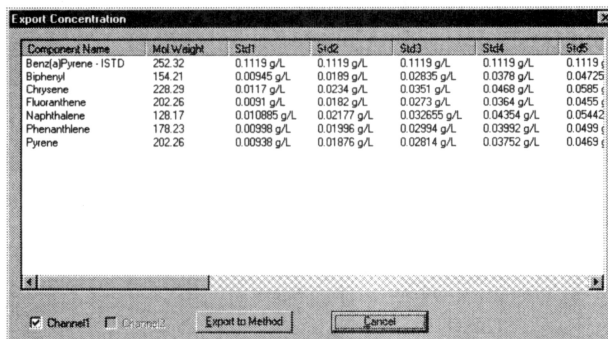 Export Concentration
Component Name Mol.Weight Std1 Std2 Std3 Std4 Std5
Benz(a)Pyrene - ISTD 252.32 0.1119 g/L 0.1119 g/L 0.1119 g/L 0.1119 g/L 0.1119 g
Biphenyl 154.21 0.00945 g/L 0.0189 g/L 0.02835 g/L 0.0378 g/L 0.04725
Chrysene 228.29 0.0117 g/L 0.0234 g/L 0.0351 g/L 0.0468 g/L 0.0585 g
Fluoranthene 202.26 0.0091 g/L 0.0182 g/L 0.0273 g/L 0.0364 g/L 0.0455 g
Naphthalene 128.17 0.010885 g/L 0.02177 g/L 0.032655 g/L 0.04354 g/L 0.05442
Phenanthlene 178.23 0.00998 g/L 0.01996 g/L 0.02994 g/L 0.03992 g/L 0.0499 g
Pyrene 202.26 0.00938 g/L 0.01876 g/L 0.02814 g/L 0.03752 g/L 0.0469 g
Channel1 Channel2 Export to Method Cancel